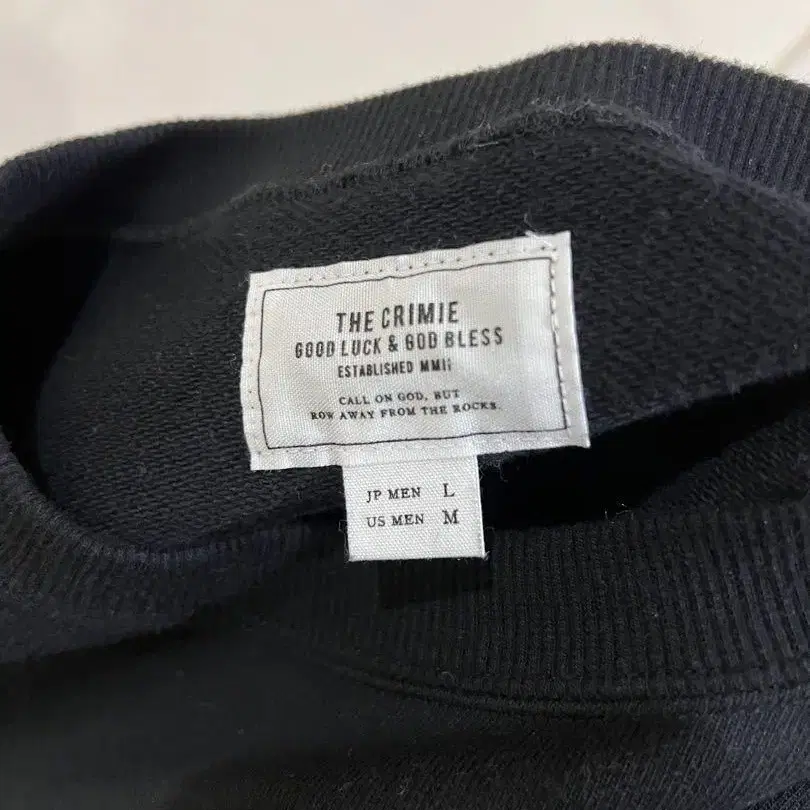 THE CRIMIE
GOOD LUCK & GOD BLESS
ESTABLISHED MMII
CALL ON GOD, BUT
ROW AWAY FROM THE ROCKS.
JP MEN L
US MEN M